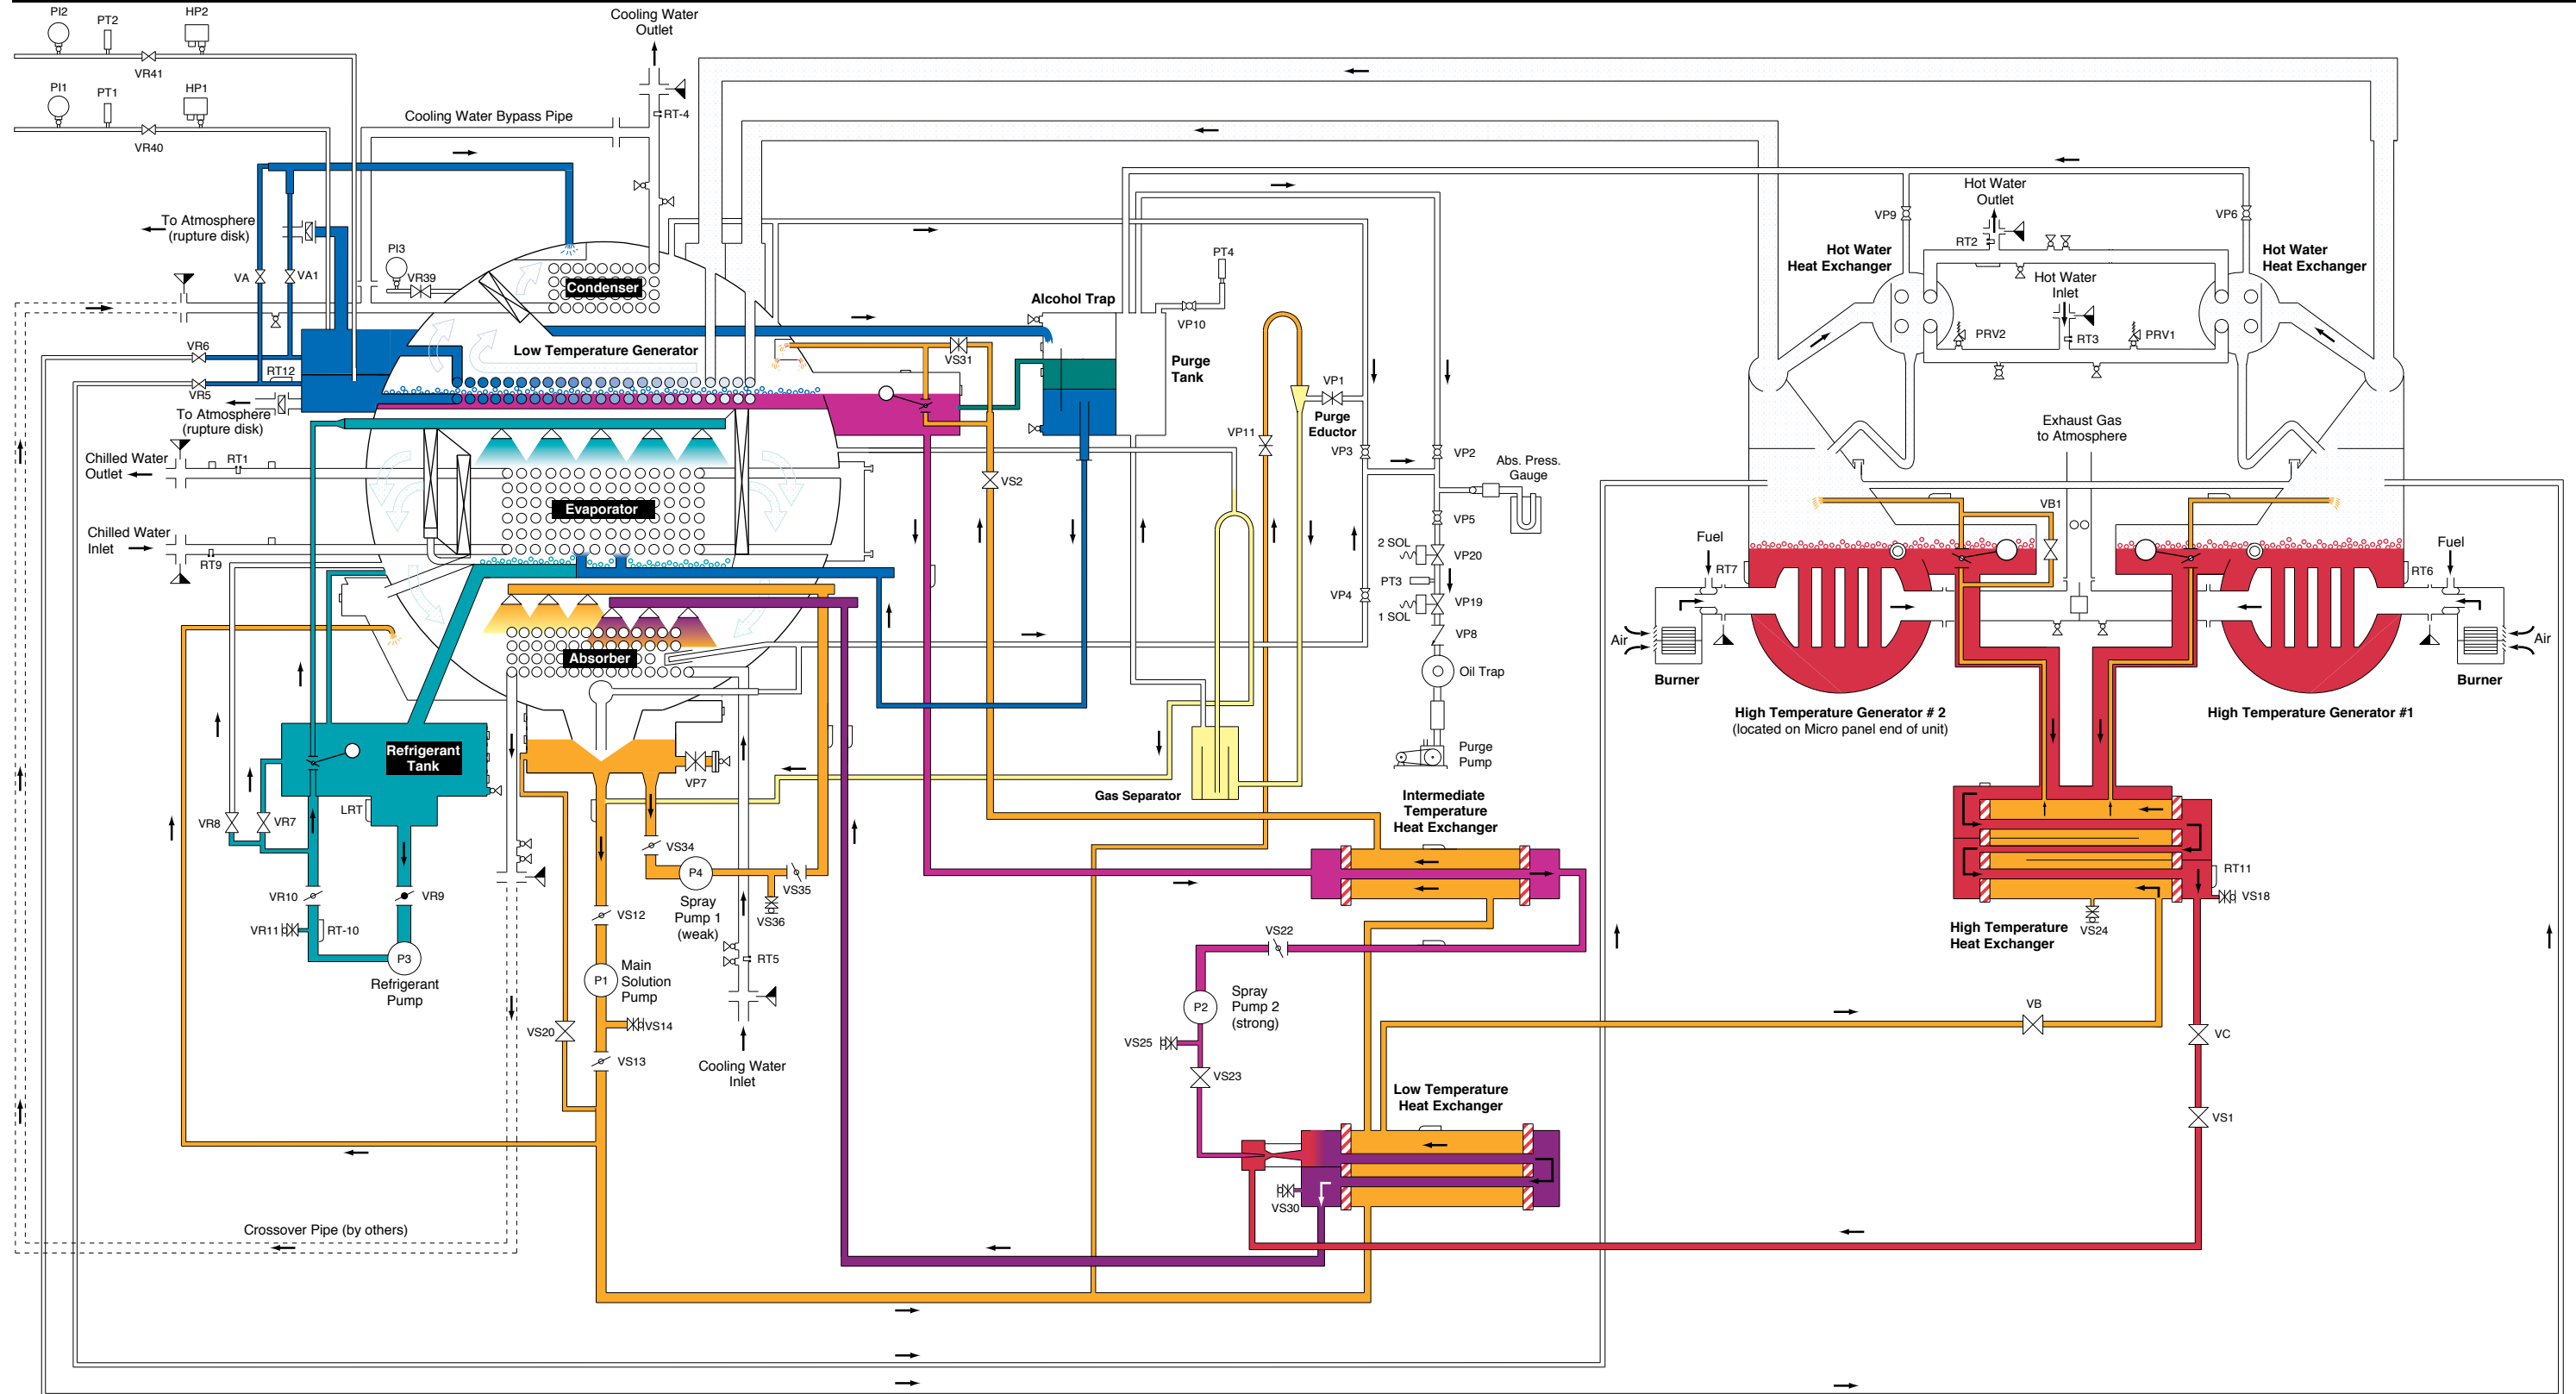 PI2
PT2
HP2
VR41
PI1
PT1
HP1
VR40
Cooling Water
Outlet
RT-4
Cooling Water Bypass Pipe
To Atmosphere
(rupture disk)
VA
VA1
PI3
VR39
Condenser
Low Temperature Generator
VR6
RT12
VR5
To Atmosphere
(rupture disk)
Chilled Water
Outlet
RT1
Chilled Water
Inlet
RT9
Evaporator
Absorber
Refrigerant
Tank
LRT
VR8
VR7
VR10
VR9
VR11
RT-10
P3
Refrigerant
Pump
Crossover Pipe (by others)
VS31
VS2
Alcohol Trap
Purge
Tank
PT4
VP10
VP1
Purge
Eductor
VP11
VP3
VP2
Abs. Press.
Gauge
VP5
2 SOL
VP20
PT3
VP19
1 SOL
VP4
VP8
Oil Trap
Purge
Pump
Gas Separator
VP7
VS34
P4
VS35
Spray
Pump 1
(weak)
VS36
VS12
P1
Main
Solution
Pump
VS14
VS20
VS13
RT5
Cooling Water
Inlet
Intermediate
Temperature
Heat Exchanger
VS22
P2
Spray
Pump 2
(strong)
VS25
VS23
Low Temperature
Heat Exchanger
VS30
VP9
Hot Water
Outlet
RT2
VP6
Hot Water
Heat Exchanger
Hot Water
Heat Exchanger
Hot Water
Inlet
PRV2
RT3
PRV1
Exhaust Gas
to Atmosphere
VB1
Fuel
RT7
Air
Burner
Fuel
RT6
Air
Burner
High Temperature Generator # 2
(located on Micro panel end of unit)
High Temperature Generator #1
RT11
VS18
VS24
High Temperature
Heat Exchanger
VB
VC
VS1